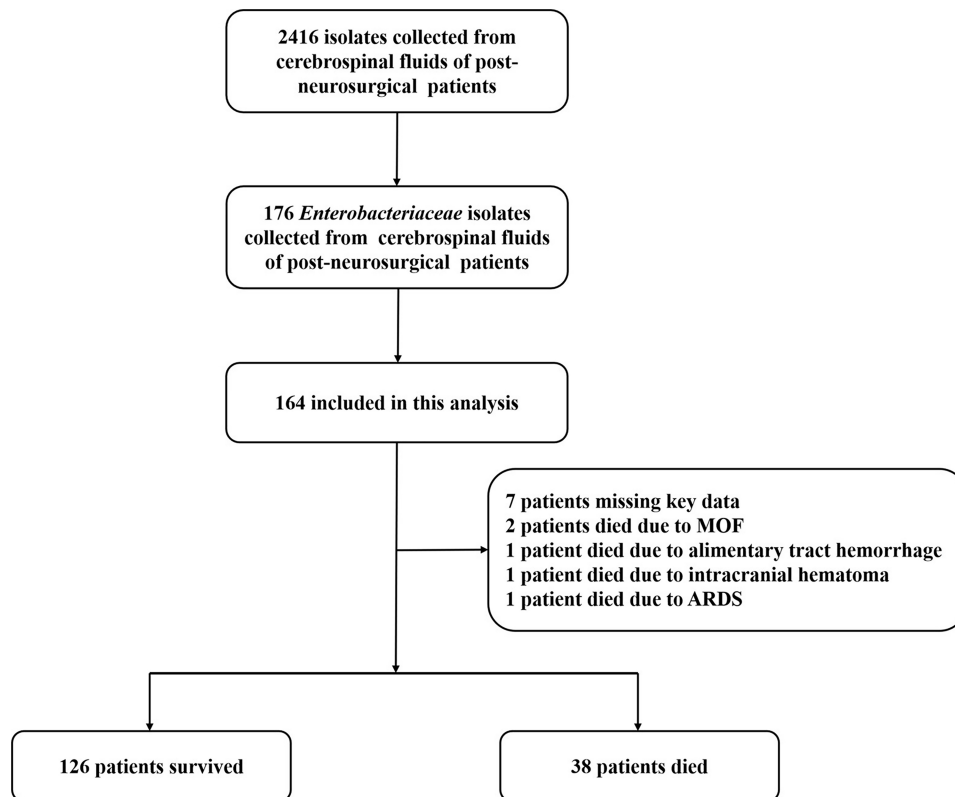 2416 isolates collected from
cerebrospinal fluids of post-
neurosurgical patients
176 Enterobacteriaceae isolates
collected from cerebrospinal fluids
of post-neurosurgical patients
164 included in this analysis
7 patients missing key data
2 patients died due to MOF
1 patient died due to alimentary tract hemorrhage
1 patient died due to intracranial hematoma
1 patient died due to ARDS
126 patients survived
38 patients died